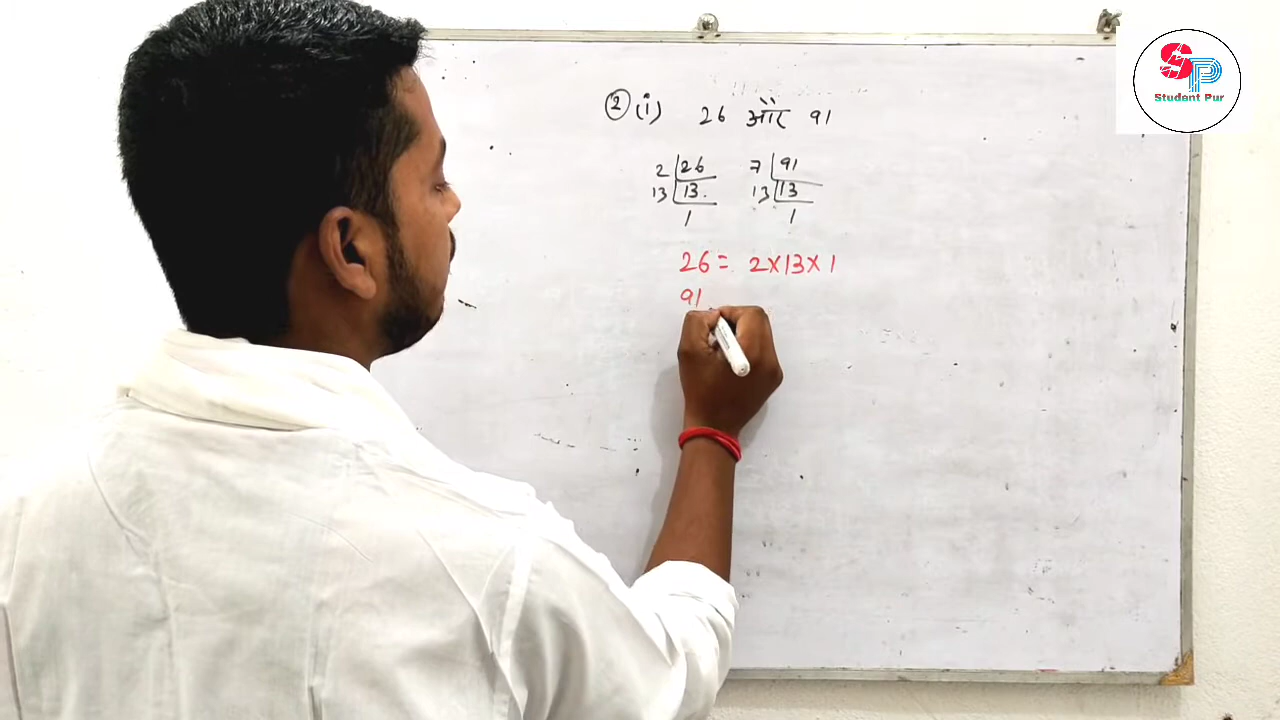 ② (i) 26 और 91
2 26 7 91
13 13. 13 13
1 1
26 = 2×13×1
91
SP
Student Pur